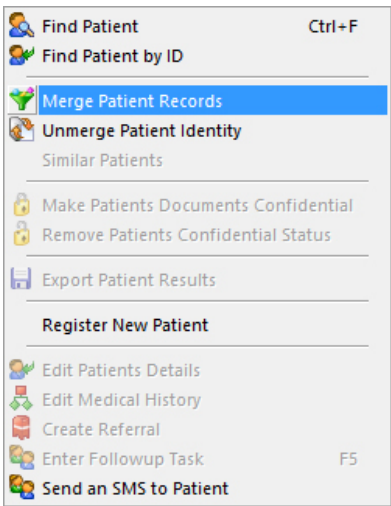 Find Patient Ctrl+F
Find Patient by ID
Merge Patient Records
Unmerge Patient Identity
Similar Patients
Make Patients Documents Confidential
Remove Patients Confidential Status
Export Patient Results
Register New Patient
Edit Patients Details
Edit Medical History
Create Referral
Enter Followup Task F5
Send an SMS to Patient